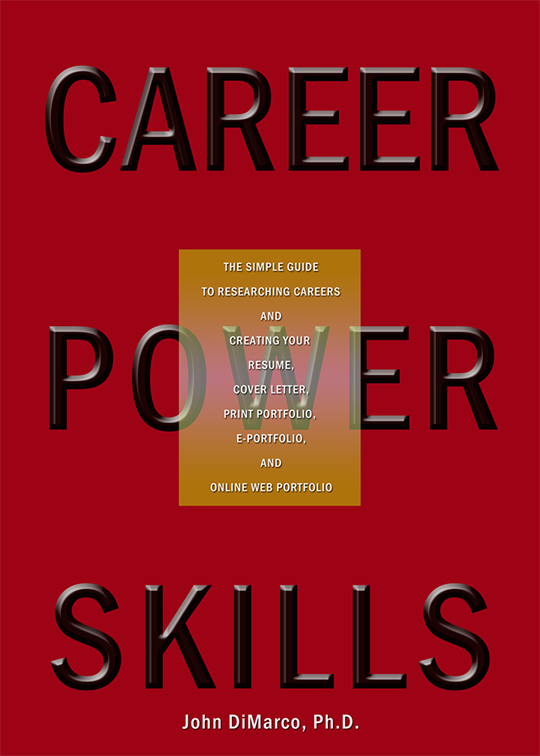 CAREER
THE SIMPLE GUIDE
TO RESEARCHING CAREERS
AND
POWER
CREATING YOUR
RESUME,
COVER LETTER,
PRINT PORTFOLIO,
E-PORTFOLIO,
AND
ONLINE WEB PORTFOLIO
SKILLS
John DiMarco, Ph.D.